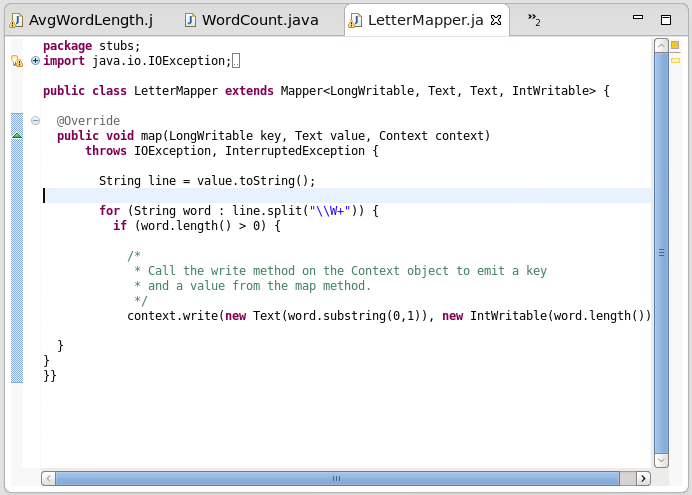 AvgWordLength.j WordCount.java LetterMapper.ja »2
package stubs;
import java.io.IOException;

public class LetterMapper extends Mapper<LongWritable, Text, Text, IntWritable> {

  @Override
  public void map(LongWritable key, Text value, Context context)
      throws IOException, InterruptedException {

        String line = value.toString();

        for (String word : line.split("\\W+")) {
          if (word.length() > 0) {

            /*
             * Call the write method on the Context object to emit a key
             * and a value from the map method.
             */
            context.write(new Text(word.substring(0,1)), new IntWritable(word.length())

  }
}
}}